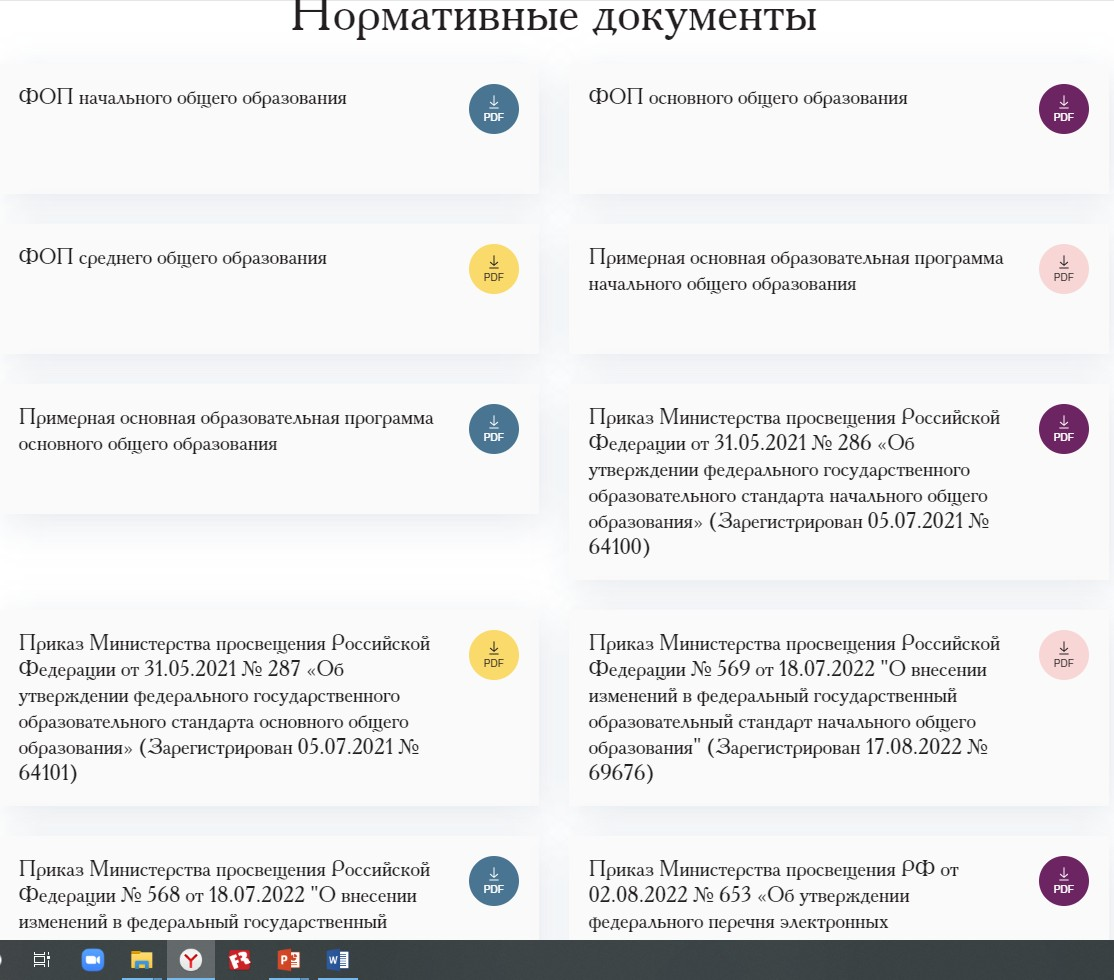 Нормативные документы
ФОП начального общего образования
PDF
ФОП основного общего образования
PDF
ФОП среднего общего образования
PDF
Примерная основная образовательная программа
начального общего образования
PDF
Примерная основная образовательная программа
основного общего образования
PDF
Приказ Министерства просвещения Российской
Федерации от 31.05.2021 № 286 «Об
утверждении федерального государственного
образовательного стандарта начального общего
образования» (Зарегистрирован 05.07.2021 №
64100)
PDF
Приказ Министерства просвещения Российской
Федерации от 31.05.2021 № 287 «Об
утверждении федерального государственного
образовательного стандарта основного общего
образования» (Зарегистрирован 05.07.2021 №
64101)
PDF
Приказ Министерства просвещения Российской
Федерации № 569 от 18.07.2022 "О внесении
изменений в федеральный государственный
образовательный стандарт начального общего
образования" (Зарегистрирован 17.08.2022 №
69676)
PDF
Приказ Министерства просвещения Российской
Федерации № 568 от 18.07.2022 "О внесении
изменений в федеральный государственный
PDF
Приказ Министерства просвещения РФ от
02.08.2022 № 653 «Об утверждении
федерального перечня электронных
PDF